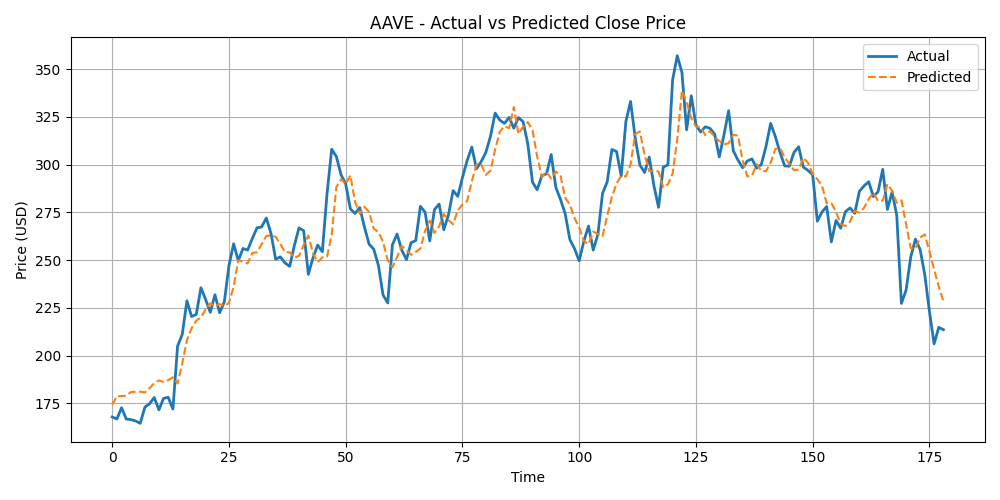 AAVE - Actual vs Predicted Close Price
Actual
Predicted
Price (USD)
350
325
300
275
250
225
200
175
0 25 50 75 100 125 150 175
Time